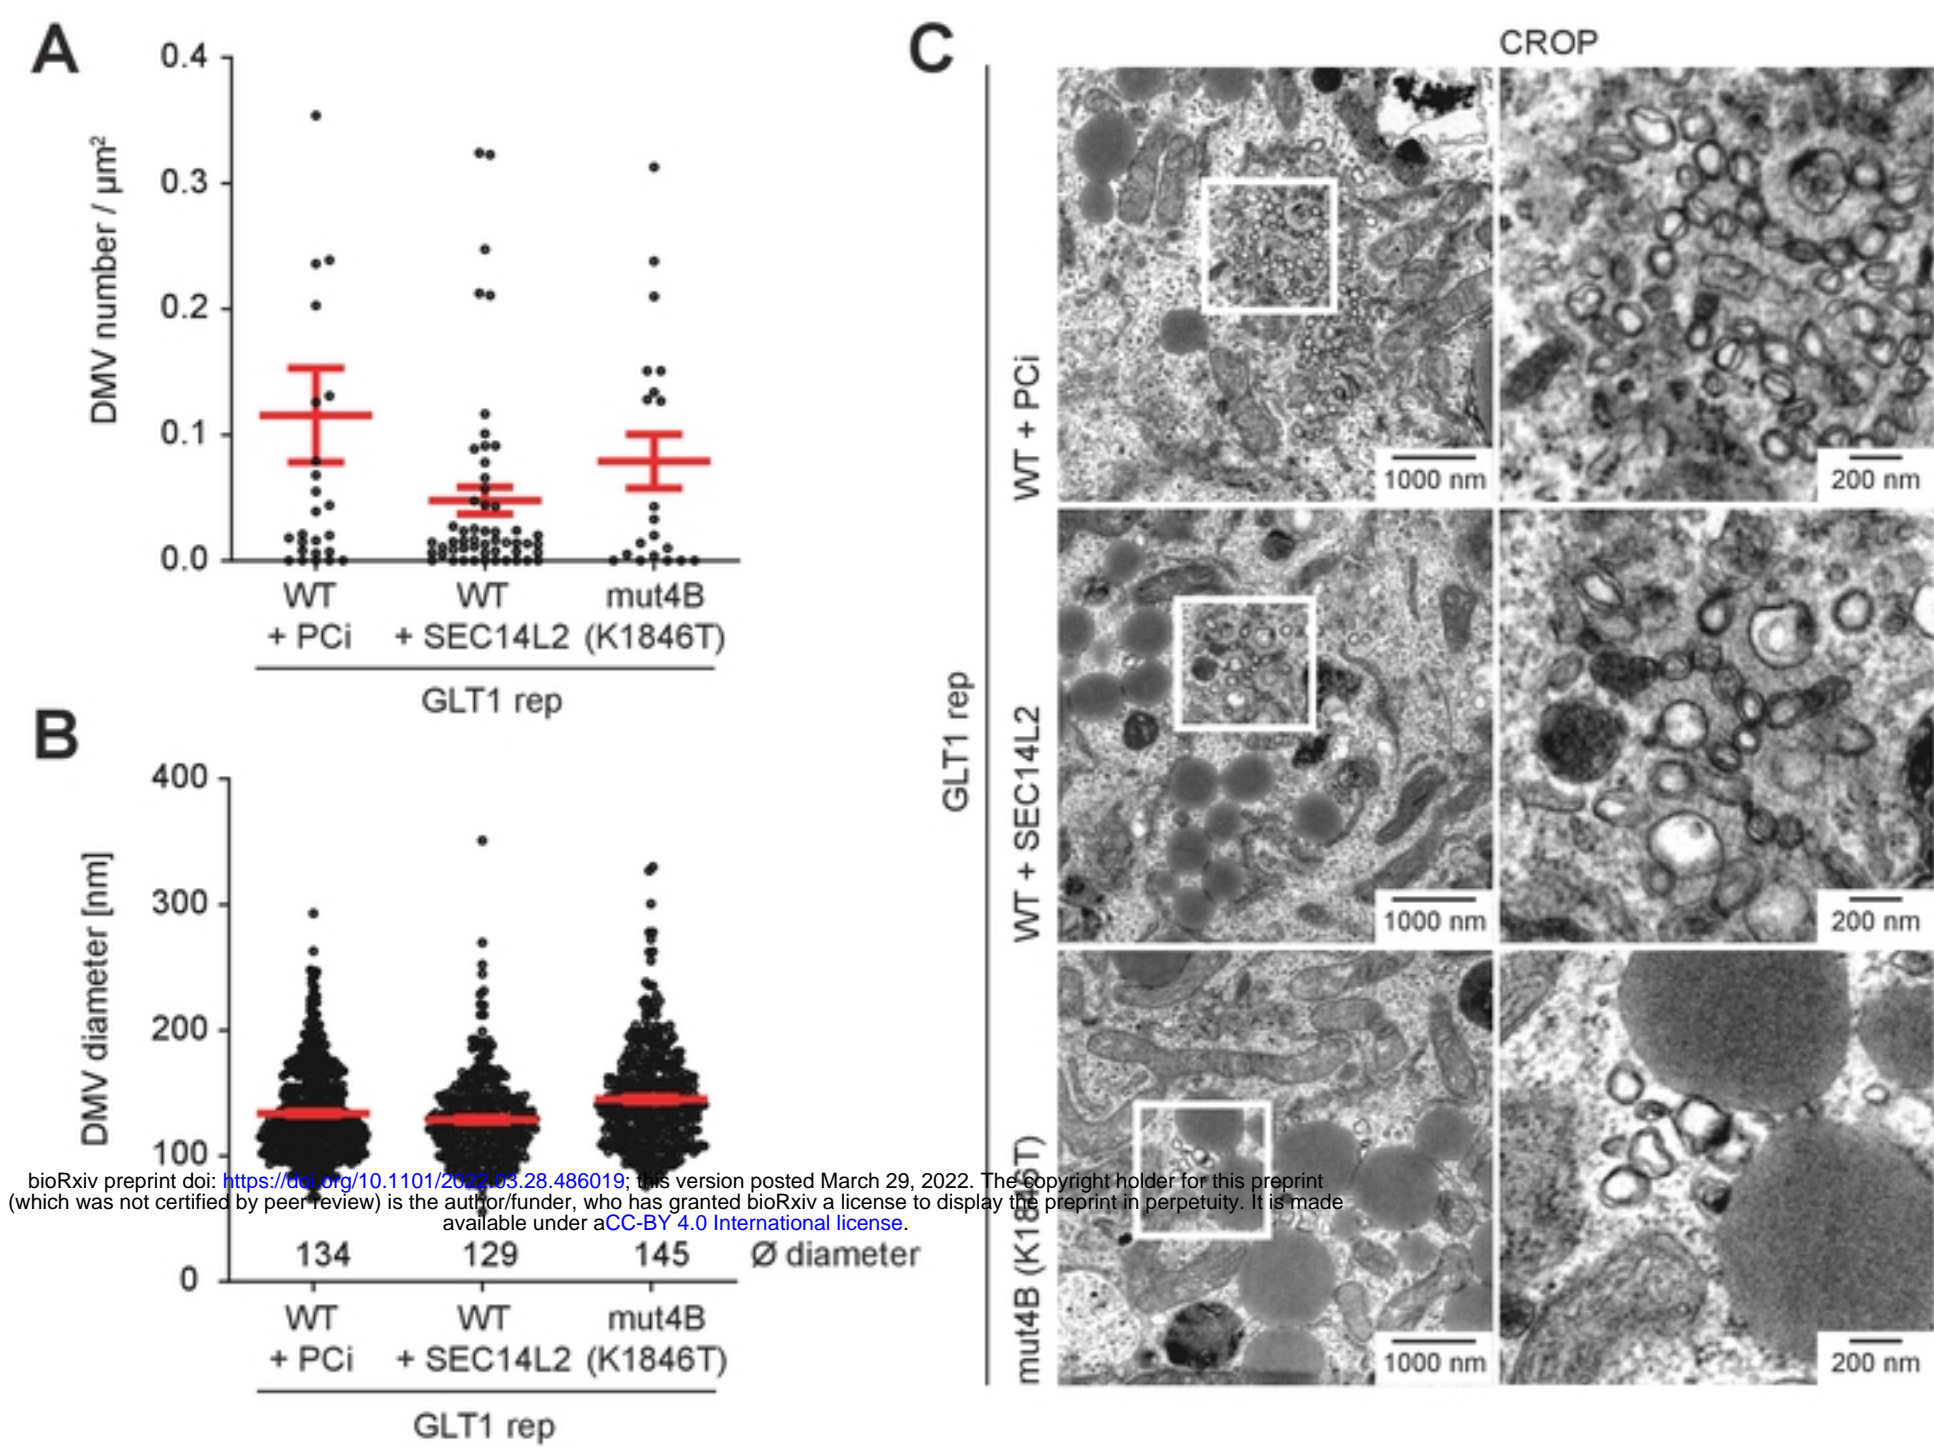 A
0.4
0.3
0.2
0.1
0.0
DMV number / µm²
WT
+ PCi
WT
+ SEC14L2
mut4B
(K1846T)
GLT1 rep
B
400
300
200
100
0
DMV diameter [nm]
134
129
145
Ø diameter
WT
+ PCi
WT
+ SEC14L2
mut4B
(K1846T)
GLT1 rep
C
CROP
GLT1 rep
WT + PCi
1000 nm
200 nm
WT + SEC14L2
1000 nm
200 nm
mut4B (K1846T)
1000 nm
200 nm
bioRxiv preprint doi: https://doi.org/10.1101/2022.03.28.486019; this version posted March 29, 2022. The copyright holder for this preprint
(which was not certified by peer review) is the author/funder, who has granted bioRxiv a license to display the preprint in perpetuity. It is made
available under aCC-BY 4.0 International license.